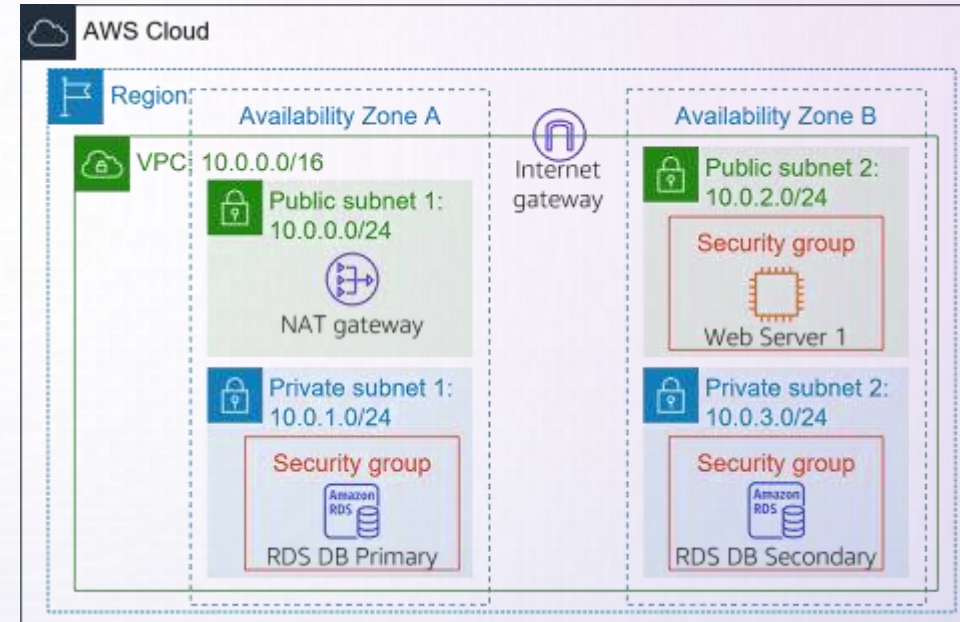 AWS Cloud
Region
Availability Zone A
Availability Zone B
VPC: 10.0.0.0/16
Internet
gateway
Public subnet 1:
10.0.0.0/24
NAT gateway
Public subnet 2:
10.0.2.0/24
Security group
Web Server 1
Private subnet 1:
10.0.1.0/24
Security group
Amazon
RDS
RDS DB Primary
Private subnet 2:
10.0.3.0/24
Security group
Amazon
RDS
RDS DB Secondary